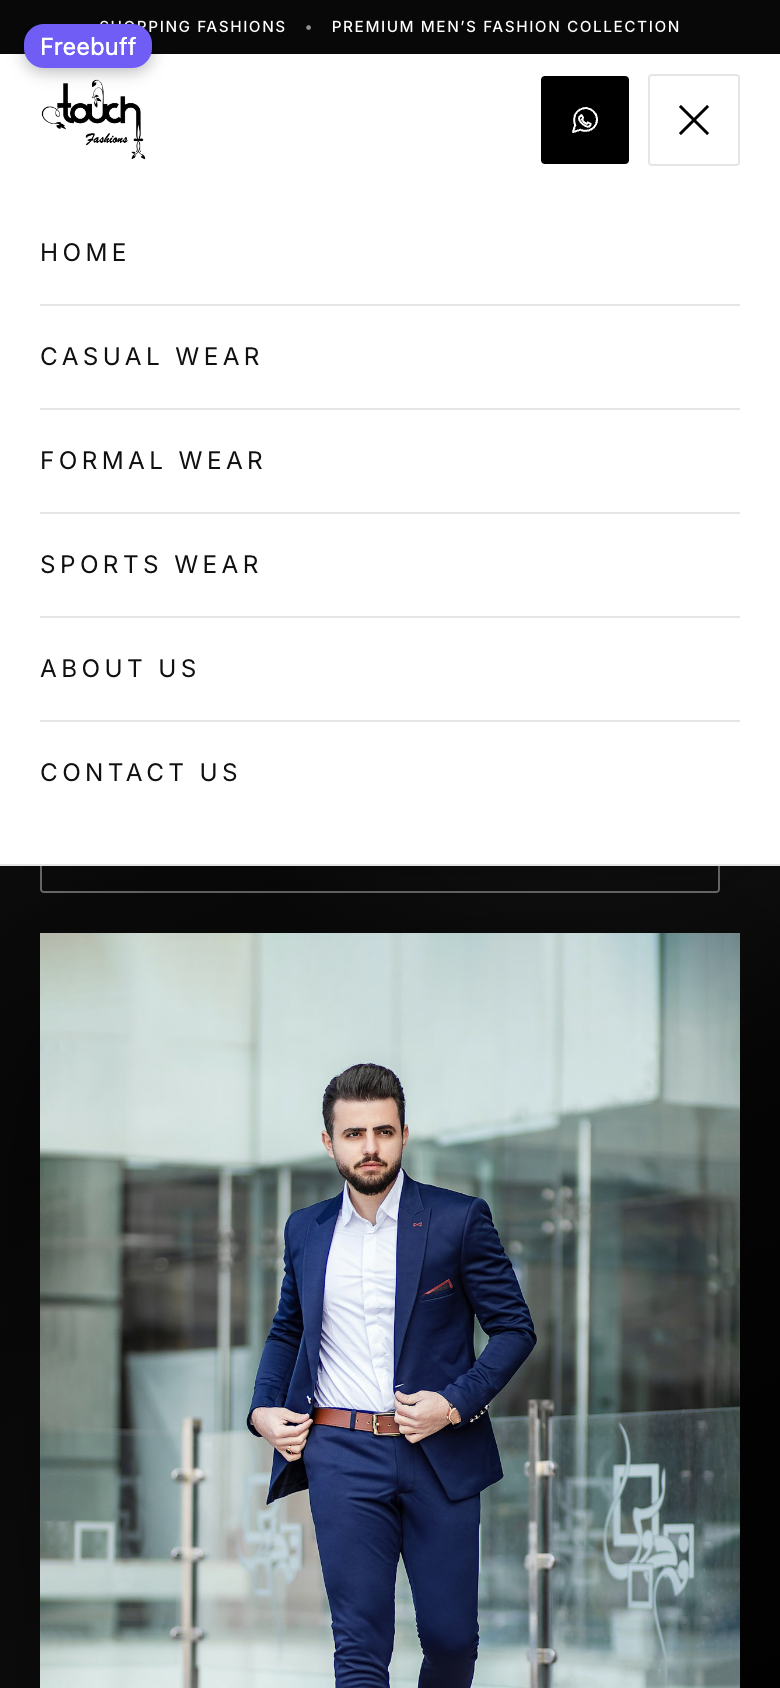 SHOPPING FASHIONS • PREMIUM MEN’S FASHION COLLECTION
Freebuff
touch
Fashions
HOME
CASUAL WEAR
FORMAL WEAR
SPORTS WEAR
ABOUT US
CONTACT US